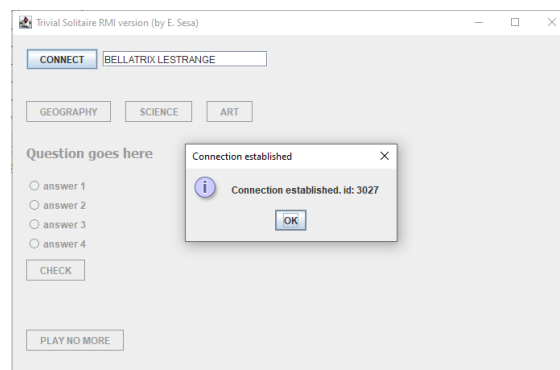 Trivial Solitaire RMI version (by E. Sesa)
CONNECT BELLATRIX LESTRANGE
GEOGRAPHY SCIENCE ART
Question goes here
answer 1
answer 2
answer 3
answer 4
CHECK
PLAY NO MORE
Connection established
Connection established. id: 3027
OK